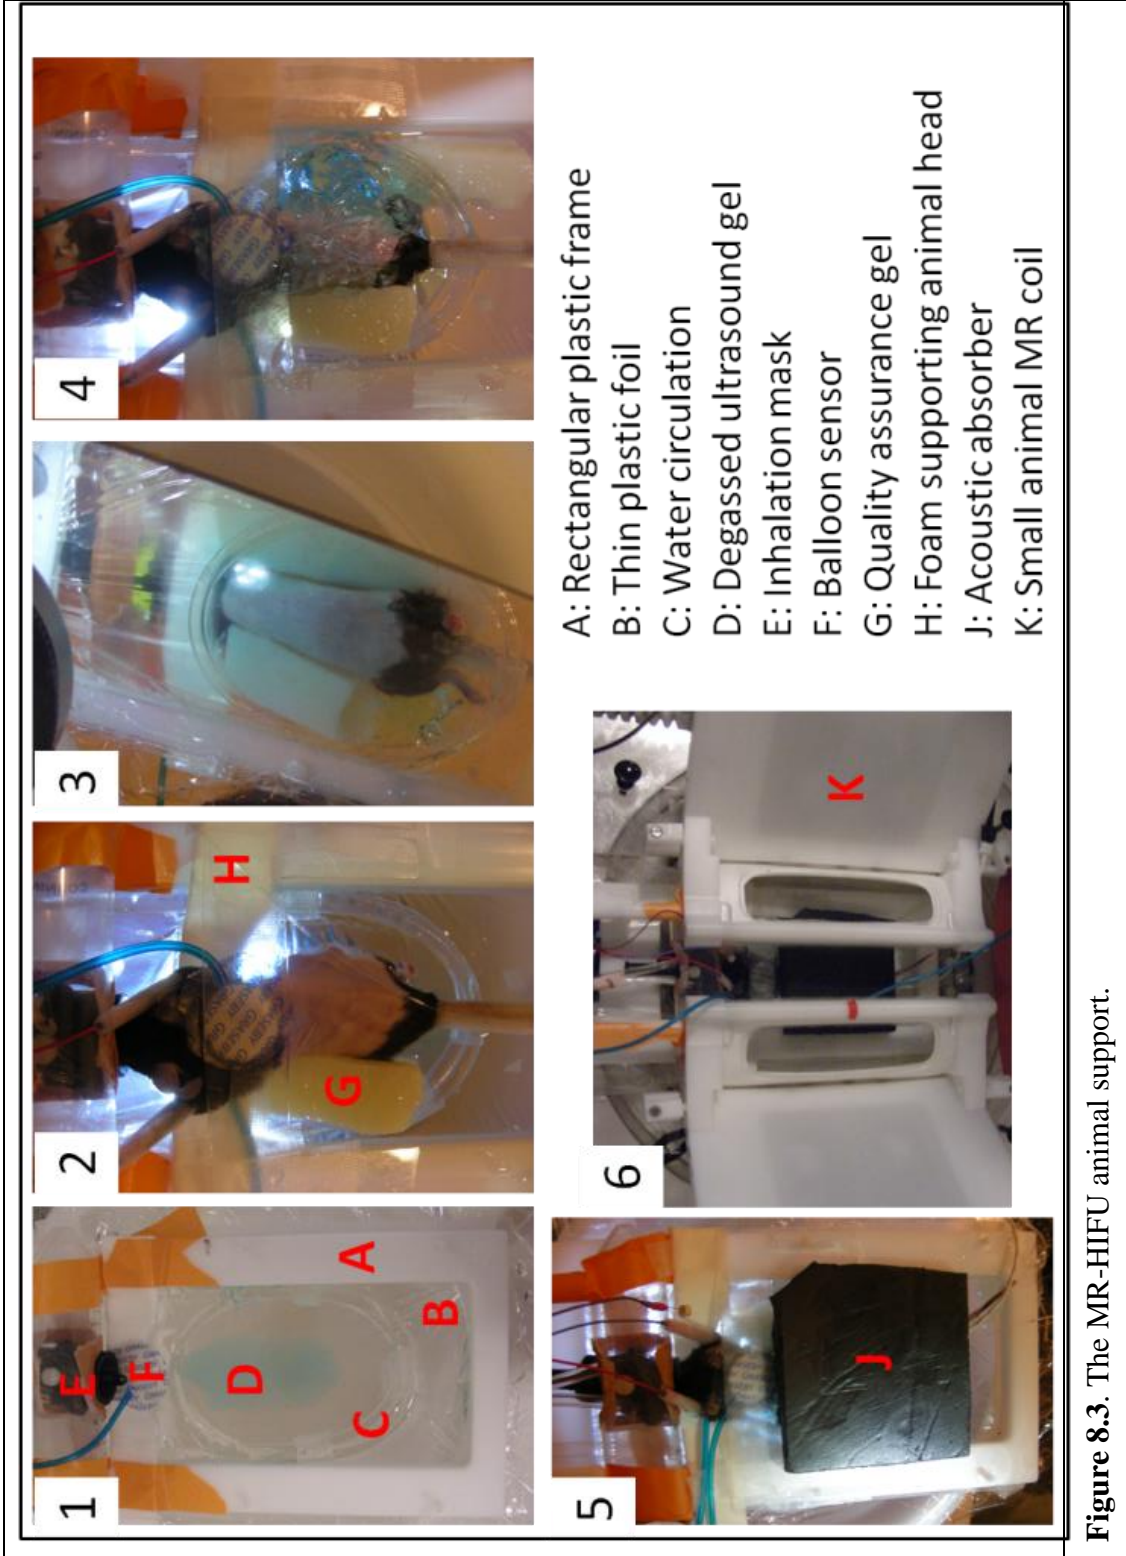 1
E
F
D
C
B
A
2
G
H
3
4
5
J
6
K
A: Rectangular plastic frame
B: Thin plastic foil
C: Water circulation
D: Degassed ultrasound gel
E: Inhalation mask
F: Balloon sensor
G: Quality assurance gel
H: Foam supporting animal head
J: Acoustic absorber
K: Small animal MR coil
Figure 8.3. The MR-HIFU animal support.